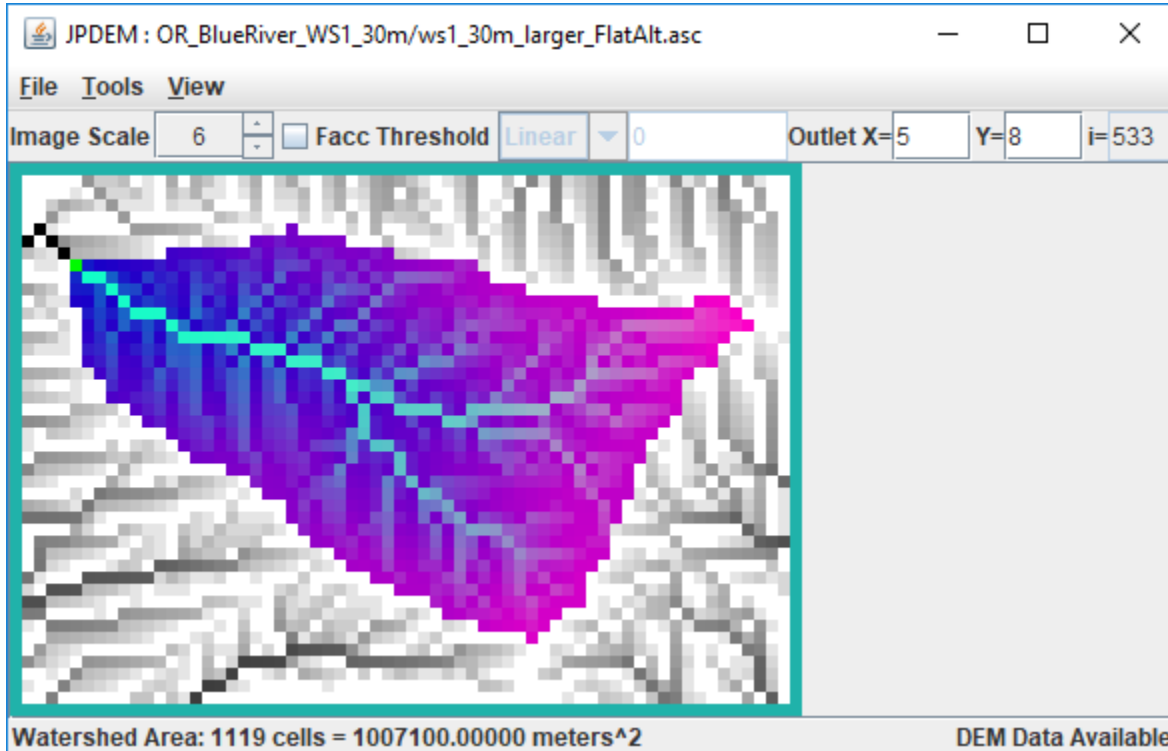 JPDEM : OR_BlueRiver_WS1_30m/ws1_30m_larger_FlatAlt.asc
File Tools View
Image Scale 6 Facc Threshold Linear 0 Outlet X= 5 Y= 8 i= 533
Watershed Area: 1119 cells = 1007100.00000 meters^2 DEM Data Available